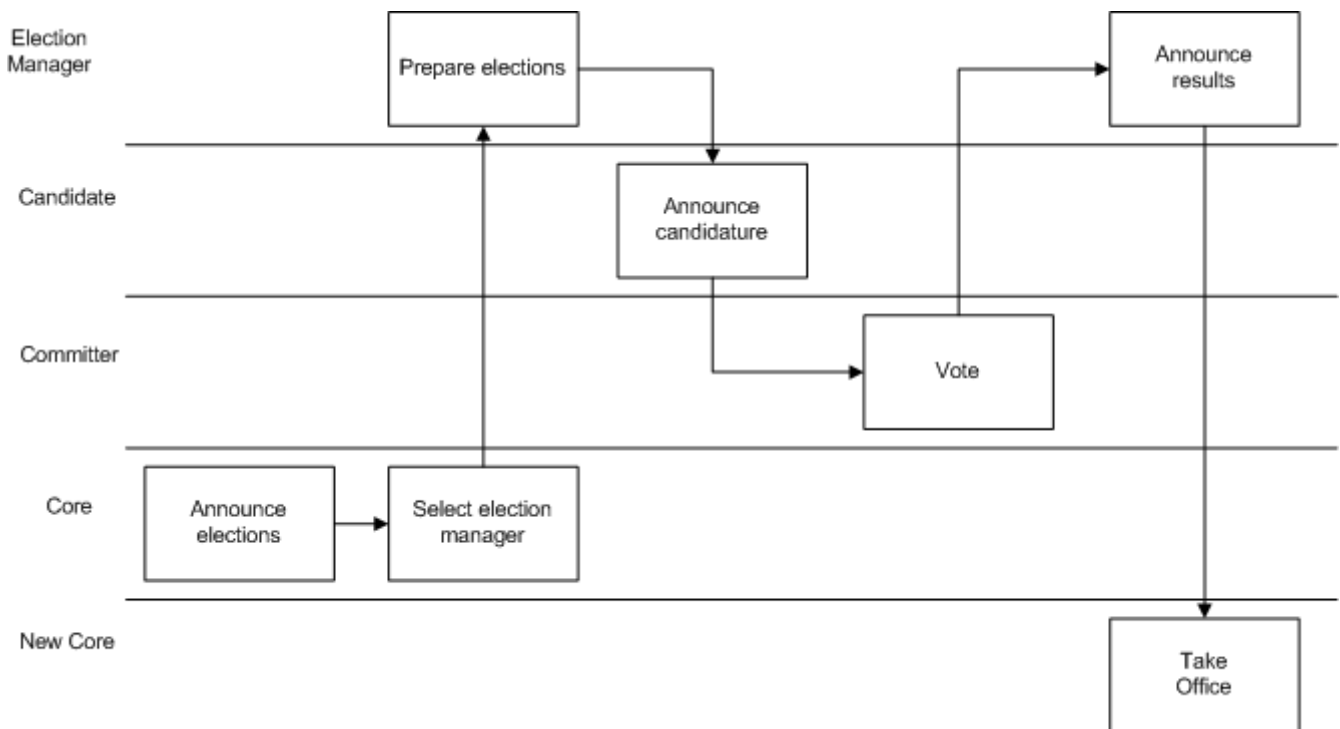 Election
Manager
Prepare elections
Announce
results
Candidate
Announce
candidature
Committer
Vote
Core
Announce
elections
Select election
manager
New Core
Take
Office